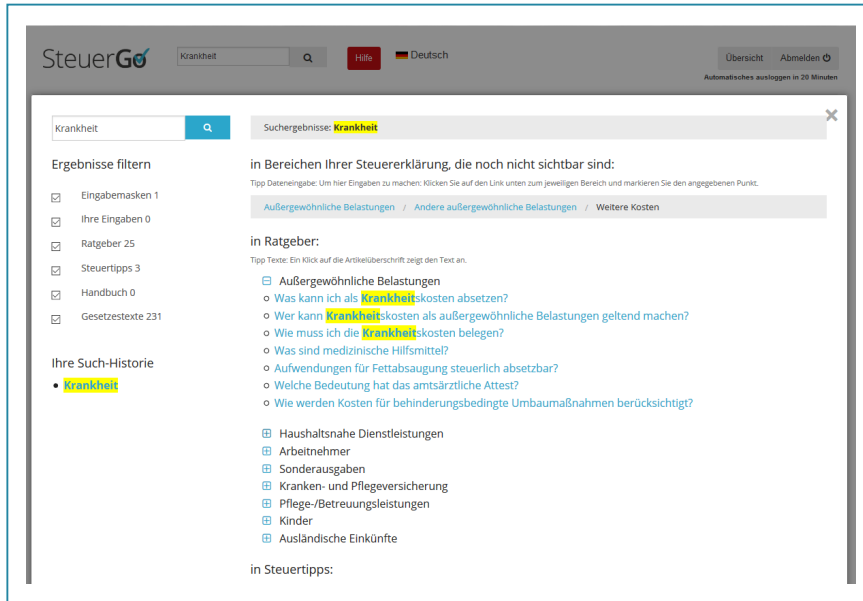 SteuerGo
Krankheit
Hilfe
Deutsch
Übersicht
Abmelden
Automatisches ausloggen in 20 Minuten
Krankheit
Ergebnisse filtern
Eingabemasken 1
Ihre Eingaben 0
Ratgeber 25
Steuertipps 3
Handbuch 0
Gesetzestexte 231
Ihre Such-Historie
Krankheit
Suchergebnisse: Krankheit
in Bereichen Ihrer Steuererklärung, die noch nicht sichtbar sind:
Tipp Dateneingabe: Um hier Eingaben zu machen: Klicken Sie auf den Link unten zum jeweiligen Bereich und markieren Sie den angegebenen Punkt.
Außergewöhnliche Belastungen / Andere außergewöhnliche Belastungen / Weitere Kosten
in Ratgeber:
Tipp Texte: Ein Klick auf die Artikelüberschrift zeigt den Text an.
Außergewöhnliche Belastungen
Was kann ich als Krankheitskosten absetzen?
Wer kann Krankheitskosten als außergewöhnliche Belastungen geltend machen?
Wie muss ich die Krankheitskosten belegen?
Was sind medizinische Hilfsmittel?
Aufwendungen für Fettabsaugung steuerlich absetzbar?
Welche Bedeutung hat das amtsärztliche Attest?
Wie werden Kosten für behinderungsbedingte Umbaumaßnahmen berücksichtigt?
Haushaltsnahe Dienstleistungen
Arbeitnehmer
Sonderausgaben
Kranken- und Pflegeversicherung
Pflege-/Betreuungsleistungen
Kinder
Ausländische Einkünfte
in Steuertipps: